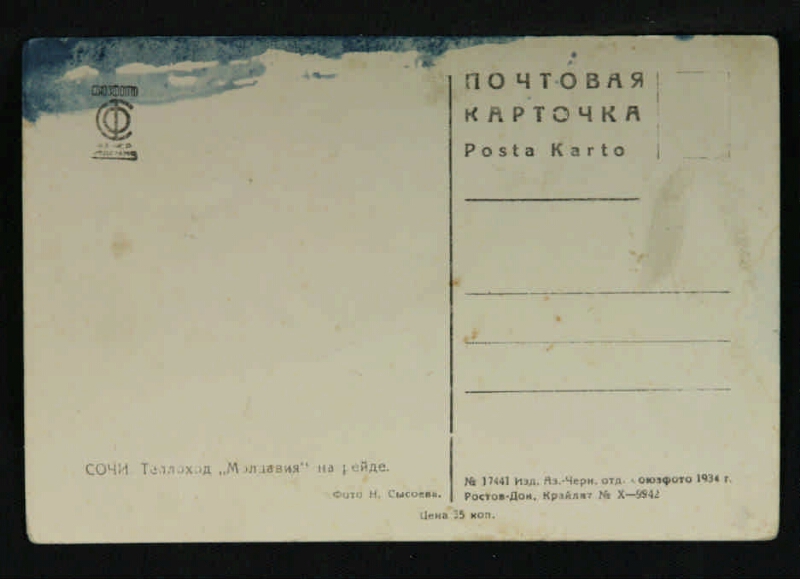 СОЮЗФОТО
СОЧИ. Теплоход „Молдавия“ на рейде.
Фото Н. Сысоева.
ПОЧТОВАЯ
КАРТОЧКА
Posta Karto
№ 17441 Изд. Аз.-Черн. отд. Союзфото 1934 г.
Ростов-Дон, Крайлит № X—5942
Цена 35 коп.